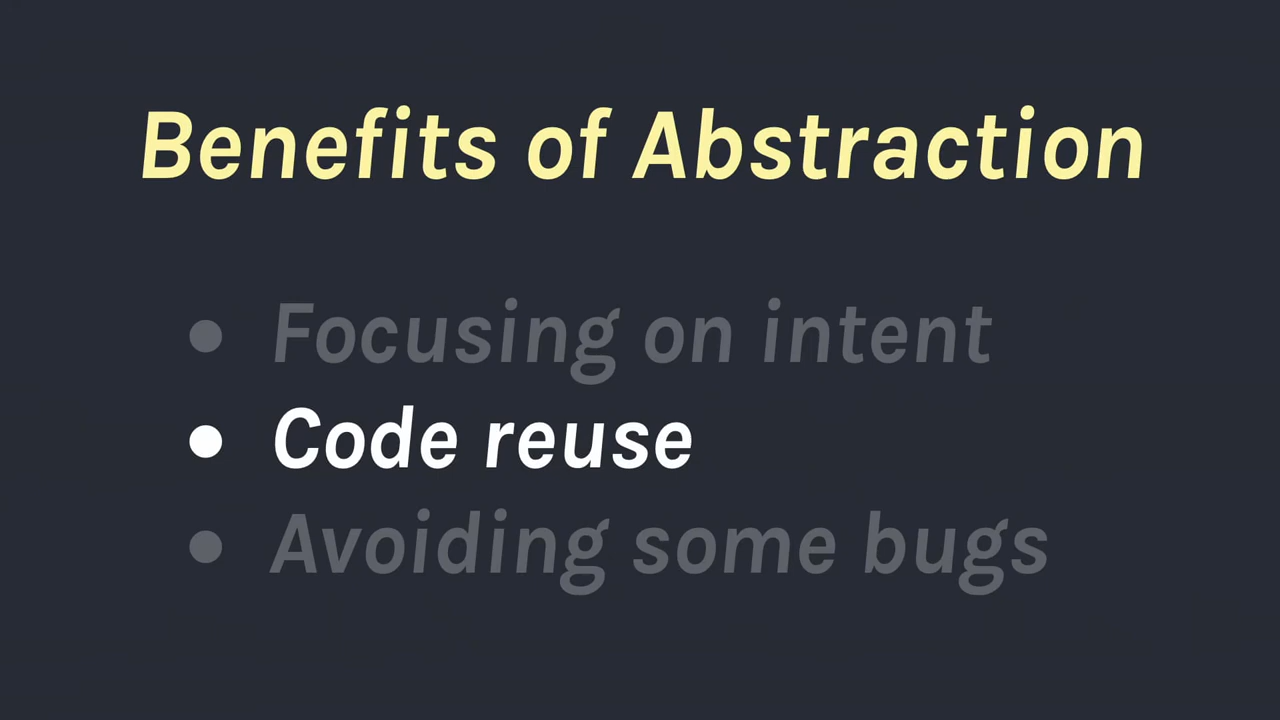 Benefits of Abstraction
● Focusing on intent
● Code reuse
● Avoiding some bugs